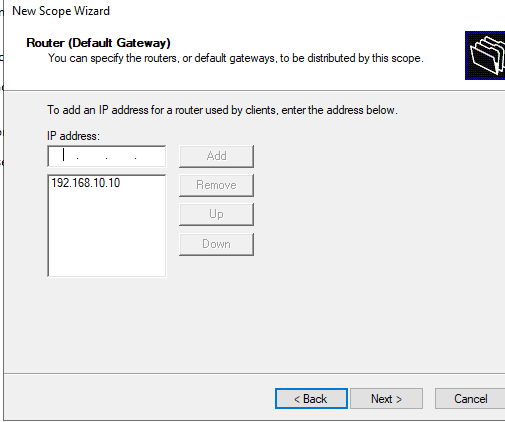 New Scope Wizard
Router (Default Gateway)
You can specify the routers, or default gateways, to be distributed by this scope.
To add an IP address for a router used by clients, enter the address below.
IP address:
. . .
Add
192.168.10.10
Remove
Up
Down
< Back
Next >
Cancel